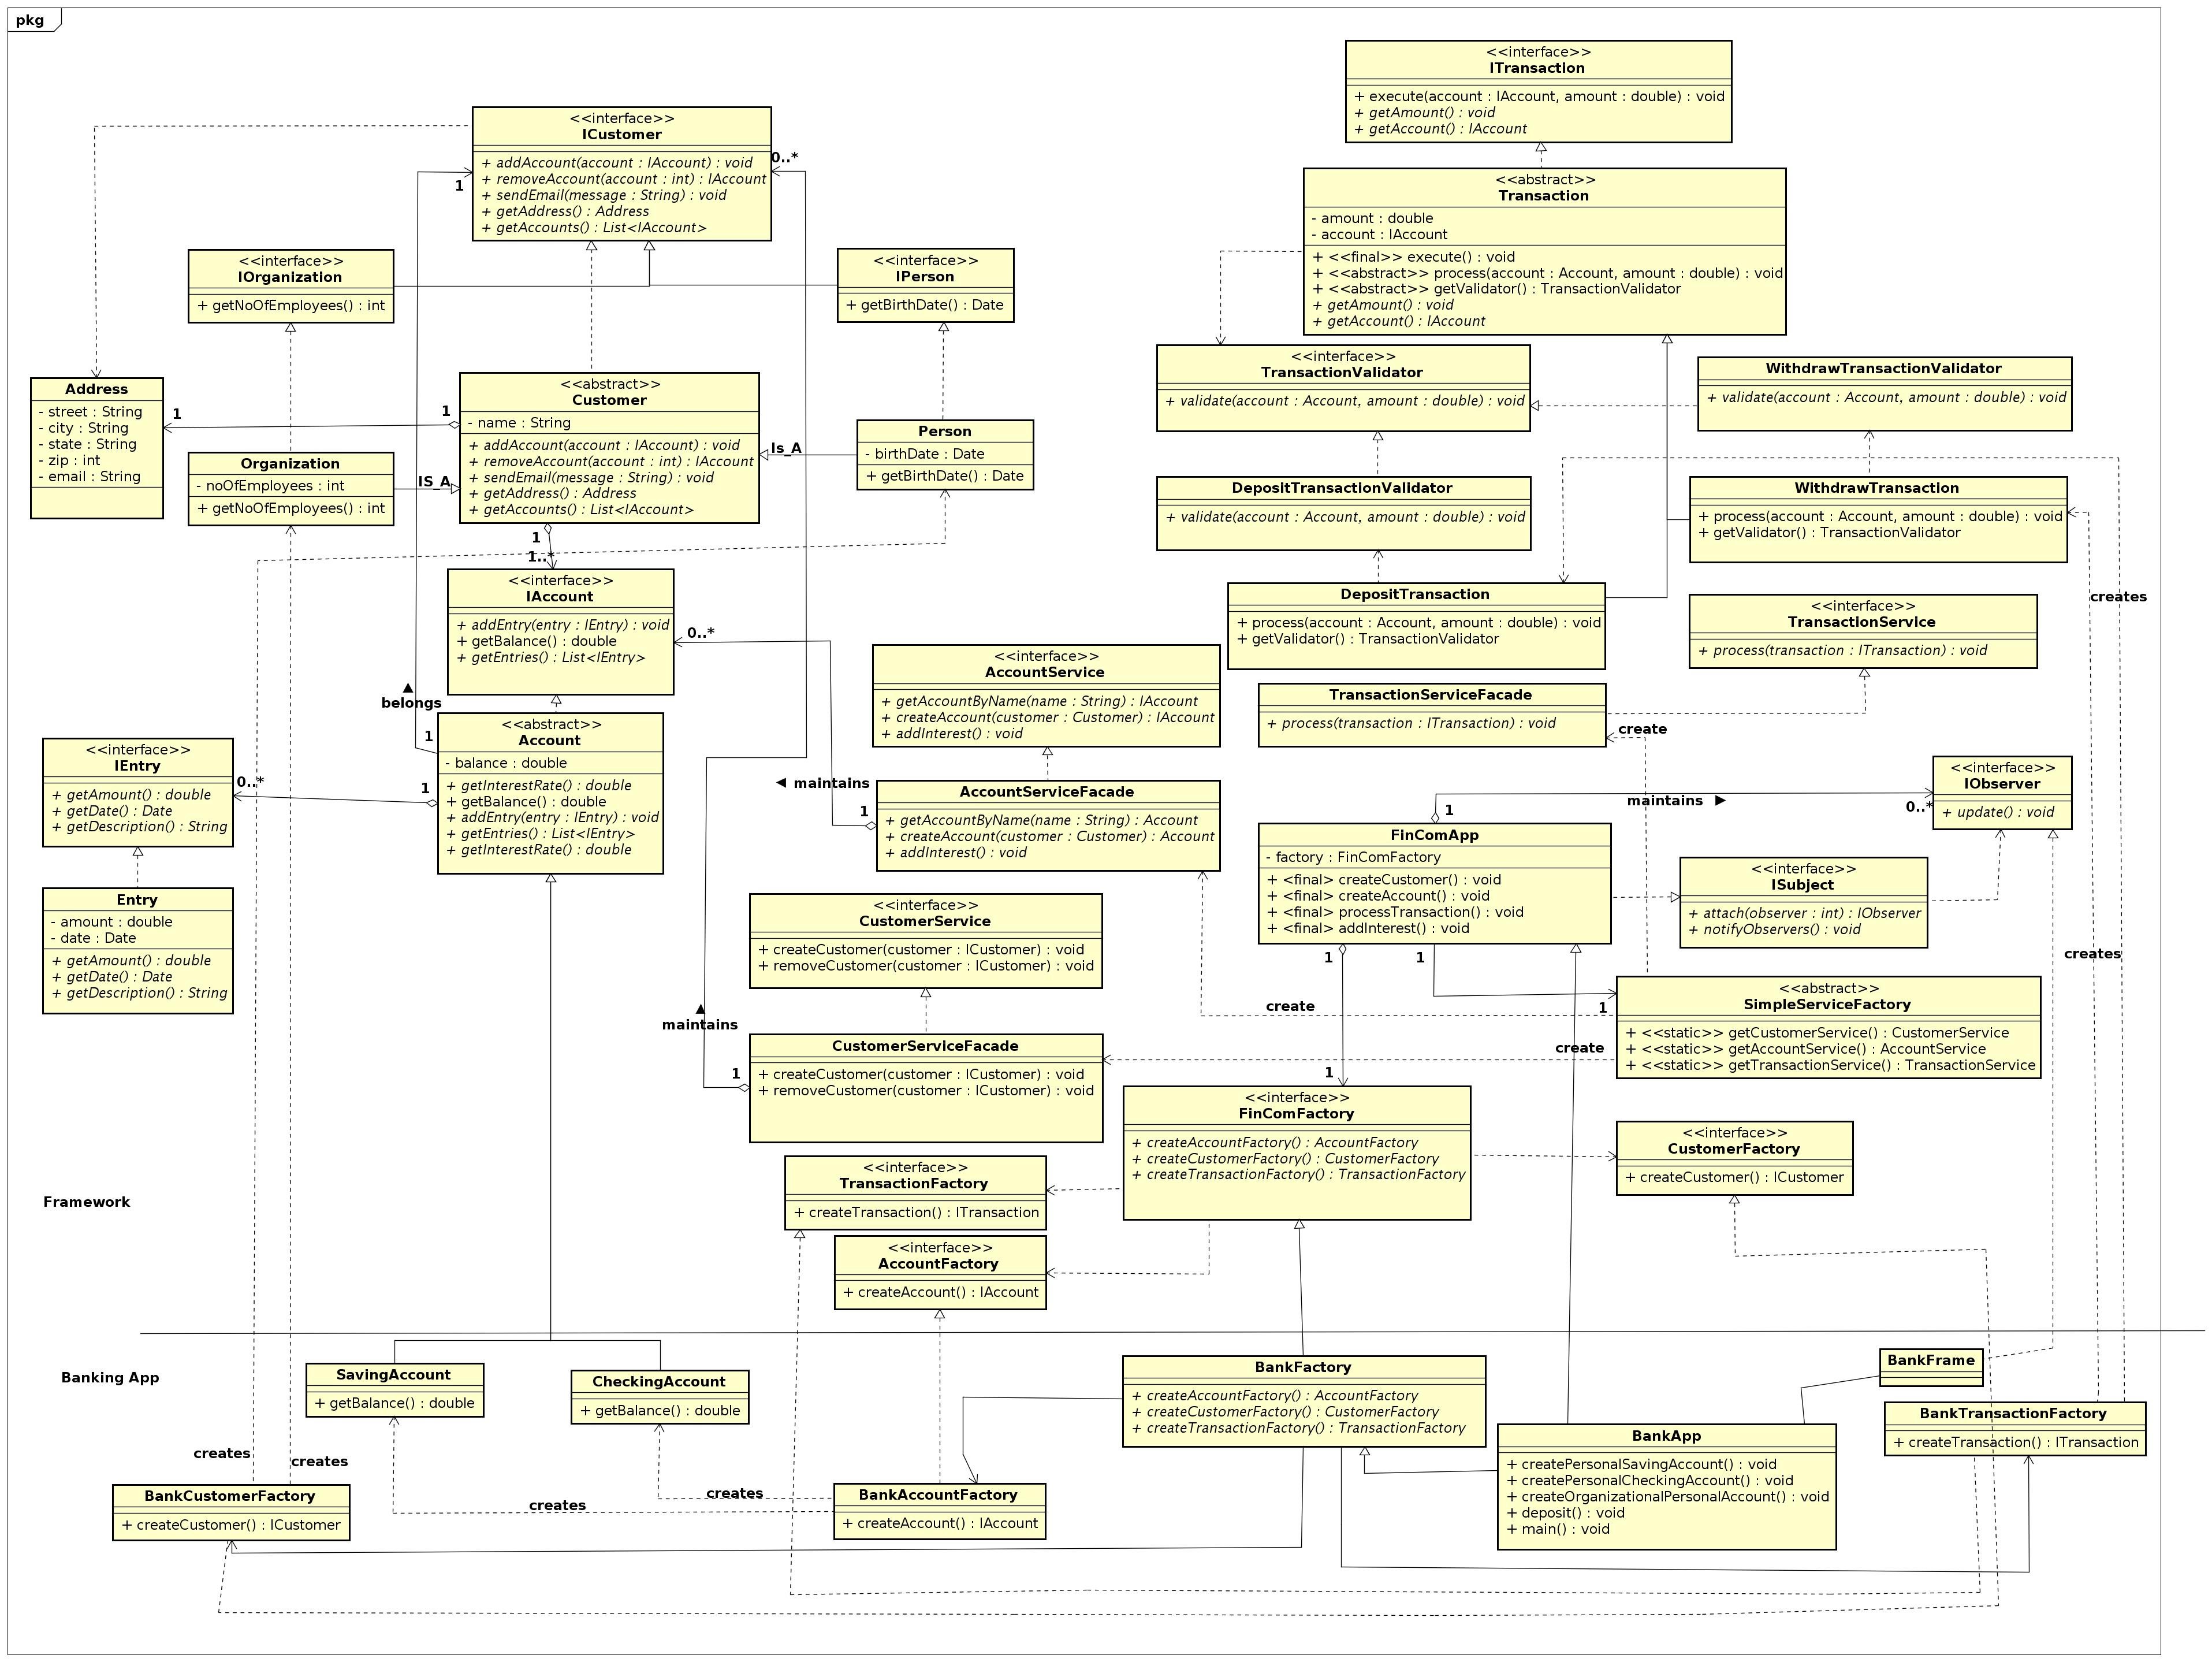 pkg
<<interface>>
ITransaction
+ execute(account : IAccount, amount : double) : void
+ getAmount() : void
+ getAccount() : IAccount
<<interface>>
ICustomer
+ addAccount(account : IAccount) : void
+ removeAccount(account : int) : IAccount
+ sendEmail(message : String) : void
+ getAddress() : Address
+ getAccounts() : List<IAccount>
0..*
1
<<abstract>>
Transaction
- amount : double
- account : IAccount
+ <<final>> execute() : void
+ <<abstract>> process(account : Account, amount : double) : void
+ <<abstract>> getValidator() : TransactionValidator
+ getAmount() : void
+ getAccount() : IAccount
<<interface>>
IOrganization
+ getNoOfEmployees() : int
<<interface>>
IPerson
+ getBirthDate() : Date
<<interface>>
TransactionValidator
+ validate(account : Account, amount : double) : void
WithdrawTransactionValidator
+ validate(account : Account, amount : double) : void
Address
- street : String
- city : String
- state : String
- zip : int
- email : String
1
1
<<abstract>>
Customer
- name : String
+ addAccount(account : IAccount) : void
+ removeAccount(account : int) : IAccount
+ sendEmail(message : String) : void
+ getAddress() : Address
+ getAccounts() : List<IAccount>
Is_A
Person
- birthDate : Date
+ getBirthDate() : Date
Organization
- noOfEmployees : int
+ getNoOfEmployees() : int
IS_A
DepositTransactionValidator
+ validate(account : Account, amount : double) : void
WithdrawTransaction
+ process(account : Account, amount : double) : void
+ getValidator() : TransactionValidator
1
1..*
<<interface>>
IAccount
+ addEntry(entry : IEntry) : void
+ getBalance() : double
+ getEntries() : List<IEntry>
0..*
DepositTransaction
+ process(account : Account, amount : double) : void
+ getValidator() : TransactionValidator
creates
<<interface>>
TransactionService
+ process(transaction : ITransaction) : void
<<interface>>
AccountService
+ getAccountByName(name : String) : IAccount
+ createAccount(customer : Customer) : IAccount
+ addInterest() : void
TransactionServiceFacade
+ process(transaction : ITransaction) : void
create
▲
belongs
1
<<abstract>>
Account
- balance : double
+ getInterestRate() : double
+ getBalance() : double
+ addEntry(entry : IEntry) : void
+ getEntries() : List<IEntry>
+ getInterestRate() : double
<<interface>>
IEntry
+ getAmount() : double
+ getDate() : Date
+ getDescription() : String
0..*
1
◀ maintains
1
AccountServiceFacade
+ getAccountByName(name : String) : Account
+ createAccount(customer : Customer) : Account
+ addInterest() : void
<<interface>>
IObserver
+ update() : void
maintains ▶
0..*
1
FinComApp
- factory : FinComFactory
+ <final> createCustomer() : void
+ <final> createAccount() : void
+ <final> processTransaction() : void
+ <final> addInterest() : void
<<interface>>
ISubject
+ attach(observer : int) : IObserver
+ notifyObservers() : void
Entry
- amount : double
- date : Date
+ getAmount() : double
+ getDate() : Date
+ getDescription() : String
<<interface>>
CustomerService
+ createCustomer(customer : ICustomer) : void
+ removeCustomer(customer : ICustomer) : void
1
1
creates
<<abstract>>
SimpleServiceFactory
+ <<static>> getCustomerService() : CustomerService
+ <<static>> getAccountService() : AccountService
+ <<static>> getTransactionService() : TransactionService
create
1
create
▲
maintains
1
CustomerServiceFacade
+ createCustomer(customer : ICustomer) : void
+ removeCustomer(customer : ICustomer) : void
1
<<interface>>
FinComFactory
+ createAccountFactory() : AccountFactory
+ createCustomerFactory() : CustomerFactory
+ createTransactionFactory() : TransactionFactory
<<interface>>
CustomerFactory
+ createCustomer() : ICustomer
<<interface>>
TransactionFactory
+ createTransaction() : ITransaction
Framework
<<interface>>
AccountFactory
+ createAccount() : IAccount
Banking App
SavingAccount
+ getBalance() : double
CheckingAccount
+ getBalance() : double
BankFactory
+ createAccountFactory() : AccountFactory
+ createCustomerFactory() : CustomerFactory
+ createTransactionFactory() : TransactionFactory
BankFrame
BankTransactionFactory
+ createTransaction() : ITransaction
BankApp
+ createPersonalSavingAccount() : void
+ createPersonalCheckingAccount() : void
+ createOrganizationalPersonalAccount() : void
+ deposit() : void
+ main() : void
creates
creates
BankCustomerFactory
+ createCustomer() : ICustomer
creates
creates
BankAccountFactory
+ createAccount() : IAccount